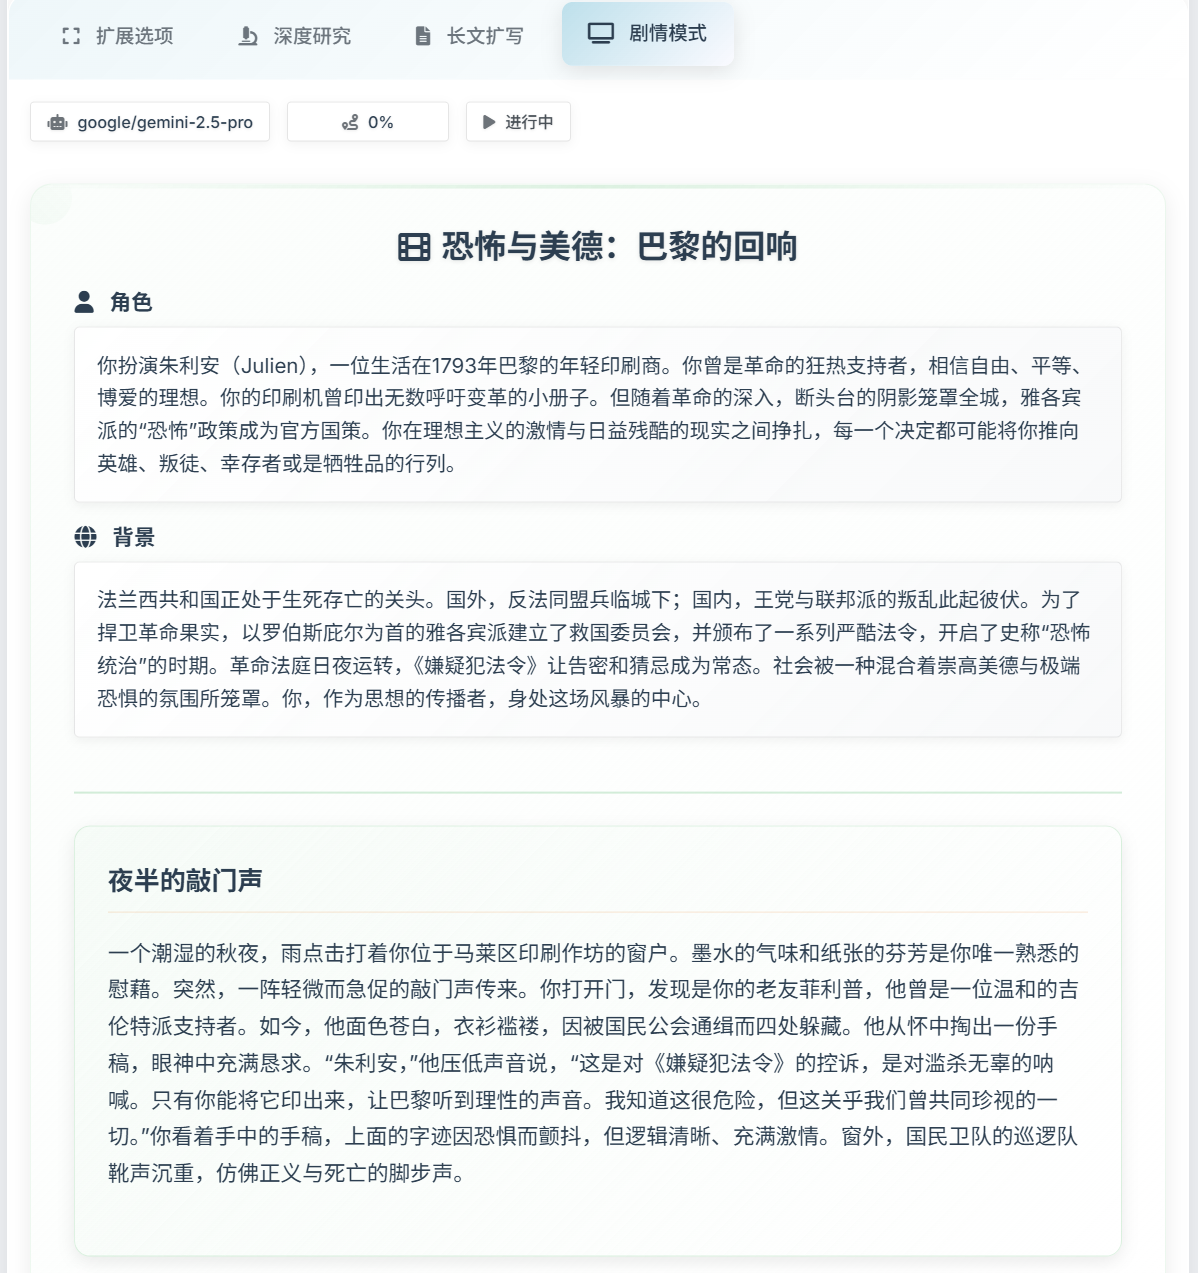 扩展选项
深度研究
长文扩写
剧情模式
google/gemini-2.5-pro
0%
进行中
恐怖与美德：巴黎的回响
角色
你扮演朱利安（Julien），一位生活在1793年巴黎的年轻印刷商。你曾是革命的狂热支持者，相信自由、平等、
博爱的理想。你的印刷机曾印出无数呼吁变革的小册子。但随着革命的深入，断头台的阴影笼罩全城，雅各宾
派的“恐怖”政策成为官方国策。你在理想主义的激情与日益残酷的现实之间挣扎，每一个决定都可能将你推向
英雄、叛徒、幸存者或是牺牲品的行列。
背景
法兰西共和国正处于生死存亡的关头。国外，反法同盟兵临城下；国内，王党与联邦派的叛乱此起彼伏。为了
捍卫革命果实，以罗伯斯庇尔为首的雅各宾派建立了救国委员会，并颁布了一系列严酷法令，开启了史称“恐怖
统治”的时期。革命法庭日夜运转，《嫌疑犯法令》让告密和猜忌成为常态。社会被一种混合着崇高美德与极端
恐惧的氛围所笼罩。你，作为思想的传播者，身处这场风暴的中心。
夜半的敲门声
一个潮湿的秋夜，雨点击打着你位于马莱区印刷作坊的窗户。墨水的气味和纸张的芬芳是你唯一熟悉的
慰藉。突然，一阵轻微而急促的敲门声传来。你打开门，发现是你的老友菲利普，他曾是一位温和的吉
伦特派支持者。如今，他面色苍白，衣衫褴褛，因被国民公会通缉而四处躲藏。他从怀中掏出一份手
稿，眼神中充满恳求。“朱利安，”他压低声音说，“这是对《嫌疑犯法令》的控诉，是对滥杀无辜的呐
喊。只有你能将它印出来，让巴黎听到理性的声音。我知道这很危险，但这关乎我们曾共同珍视的一
切。”你看着手中的手稿，上面的字迹因恐惧而颤抖，但逻辑清晰、充满激情。窗外，国民卫队的巡逻队
靴声沉重，仿佛正义与死亡的脚步声。